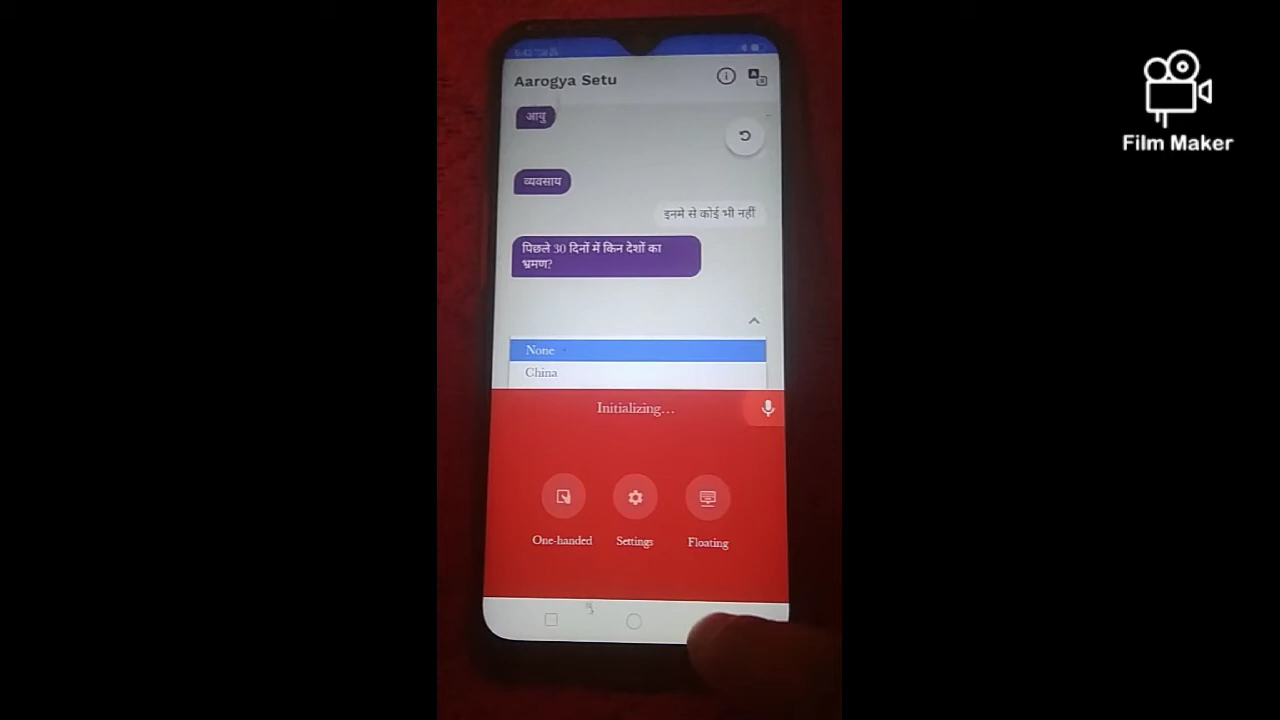 Aarogya Setu
आयु
व्यवसाय
इनमे से कोई भी नहीं
पिछले 30 दिनों में किन देशों का
भ्रमण?
None
China
Initializing...
One-handed
Settings
Floating
Film Maker